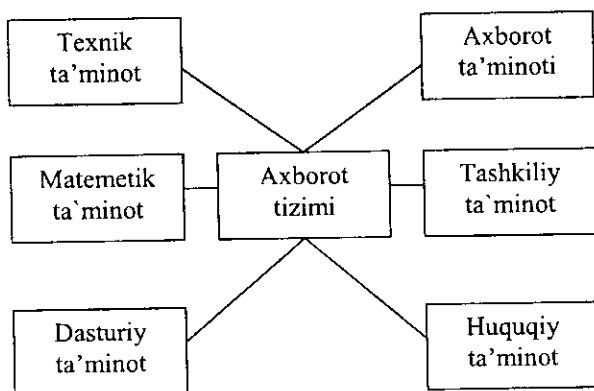 Texnik
ta’minot
Axborot
ta’minoti
Matemetik
ta`minot
Axborot
tizimi
Tashkiliy
ta`minot
Dasturiy
ta’minot
Huquqiy
ta’minot